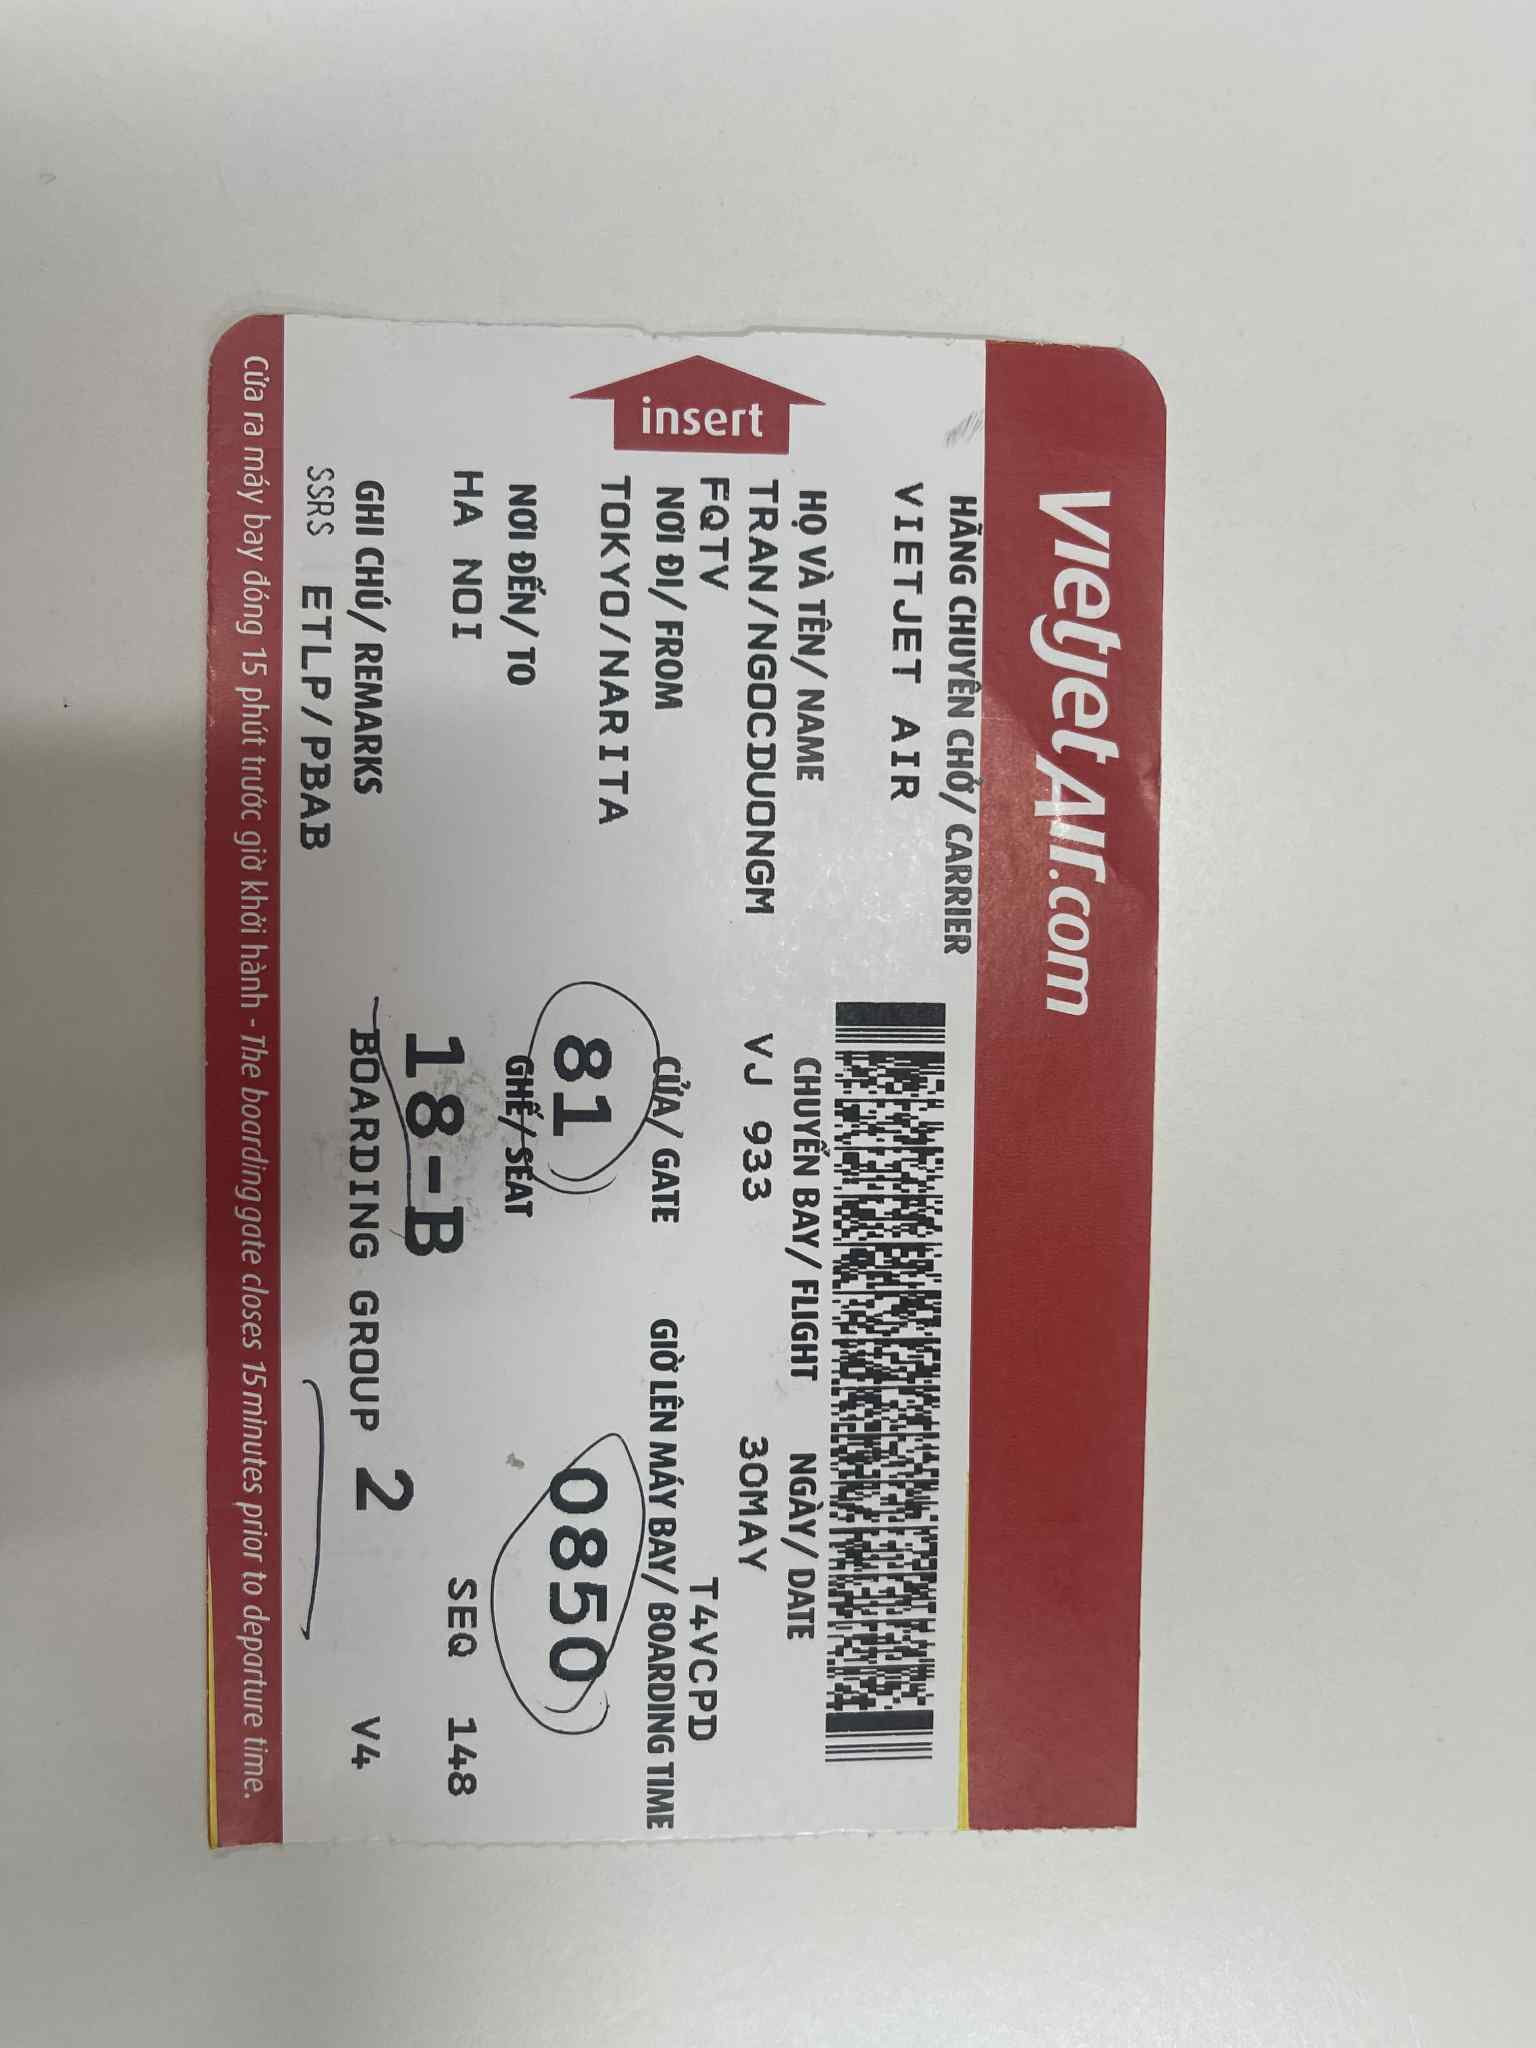 vietjetAir.com
HÃNG CHUYÊN CHỞ/ CARRIER
VIETJET AIR
HỌ VÀ TÊN/ NAME
CHUYẾN BAY/ FLIGHT
NGÀY/ DATE
TRAN/NGOCDUONGM
VJ 933
30MAY
FQTV
T4VCPD
NƠI ĐI/ FROM
CỬA/ GATE
GIỜ LÊN MÁY BAY/ BOARDING TIME
TOKYO/NARITA
81
0850
insert
NƠI ĐẾN/ TO
GHẾ/ SEAT
HA NOI
18-B
SEQ 148
GHI CHÚ/ REMARKS
BOARDING GROUP 2
V4
SSRS ETLP/PBAB
Cửa ra máy bay đóng 15 phút trước giờ khởi hành - The boarding gate closes 15 minutes prior to departure time.